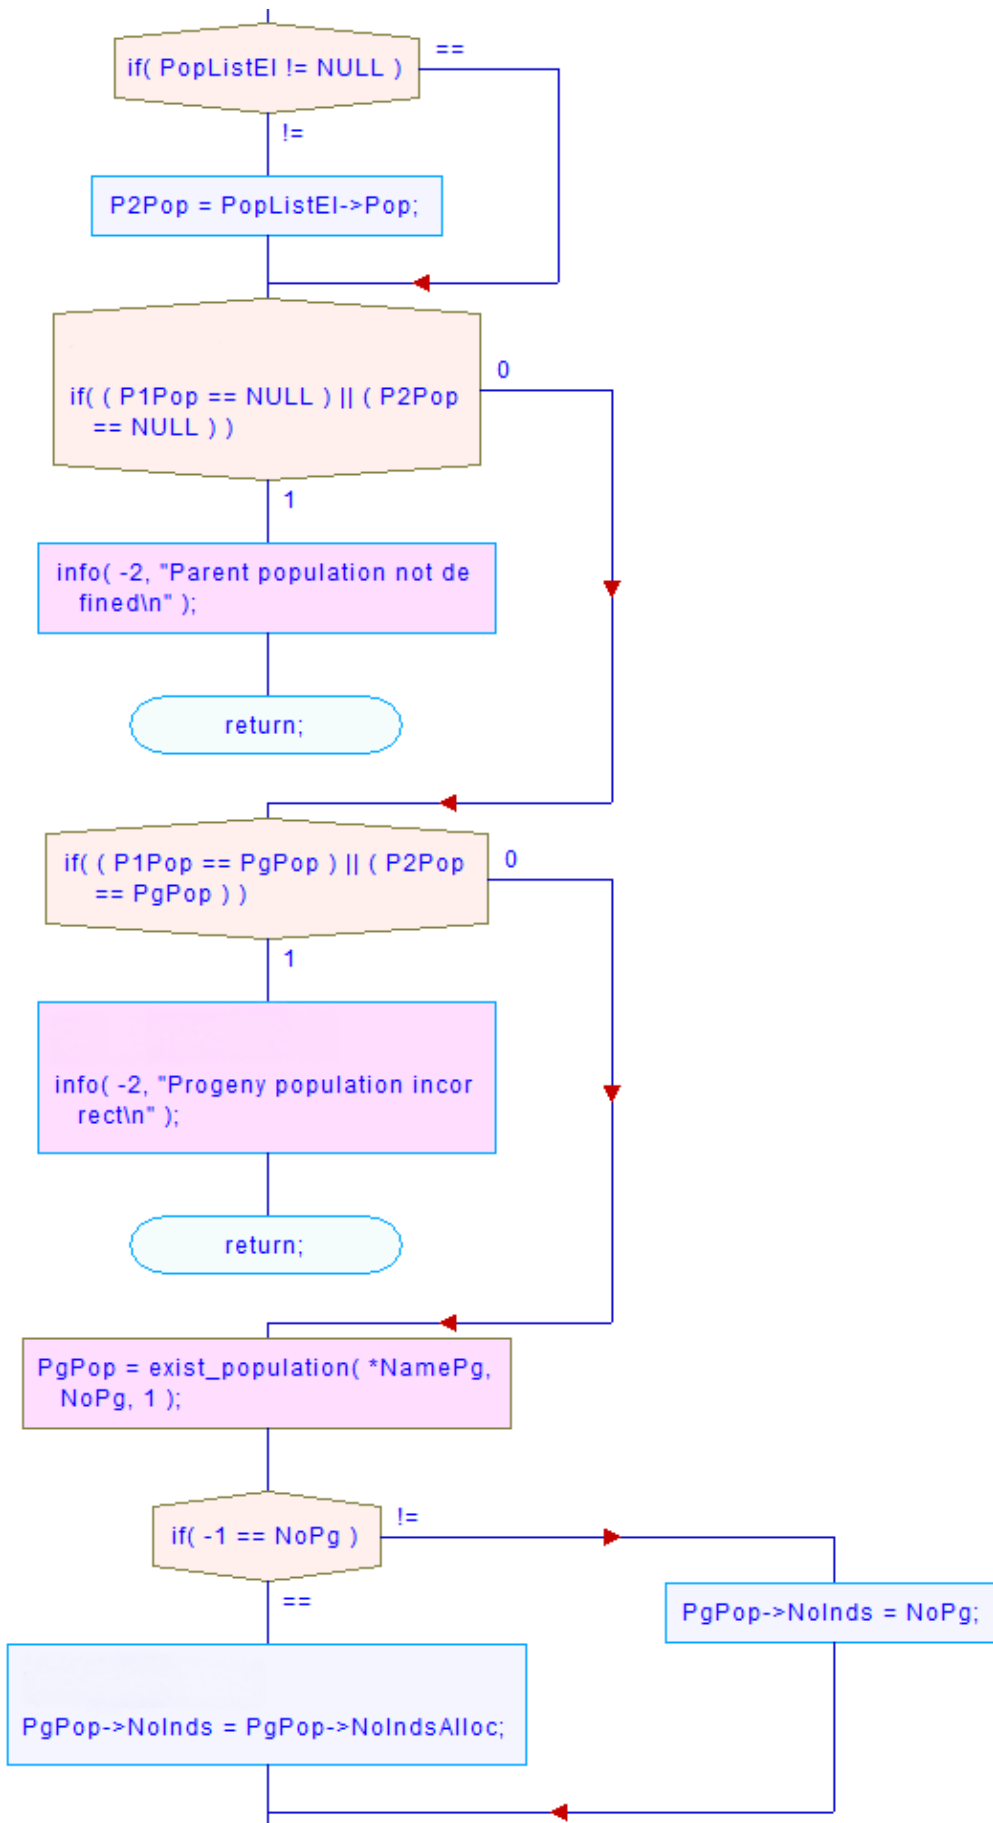 if( PopListEl != NULL )
==
!=
P2Pop = PopListEl->Pop;
if( ( P1Pop == NULL ) || ( P2Pop
== NULL ) )
0
1
info( -2, "Parent population not de
fined\n" );
return;
if( ( P1Pop == PgPop ) || ( P2Pop
== PgPop ) )
0
1
info( -2, "Progeny population incor
rect\n" );
return;
PgPop = exist_population( *NamePg,
NoPg, 1 );
if( -1 == NoPg )
!=
==
PgPop->NoInds = NoPg;
PgPop->NoInds = PgPop->NoIndsAlloc;